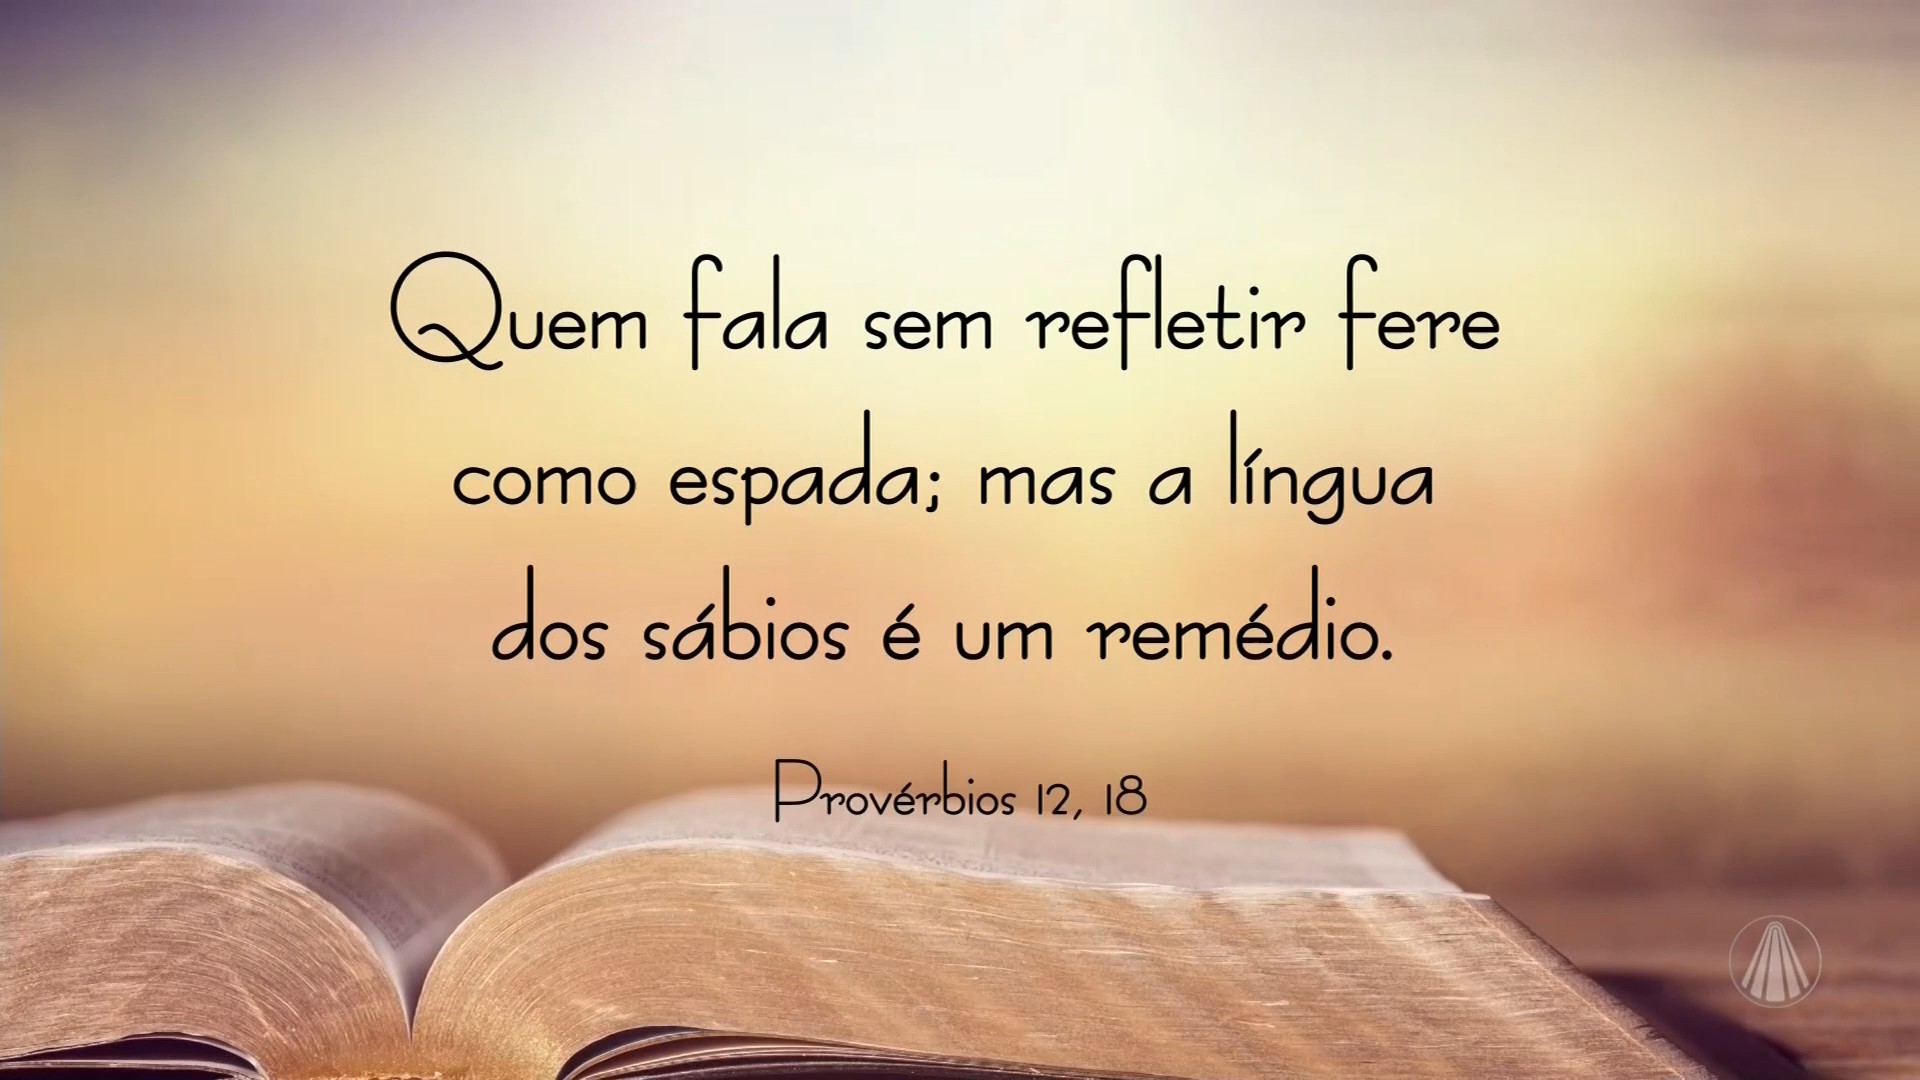 Quem fala sem refletir fere
como espada; mas a língua
dos sábios é um remédio.
Provérbios 12, 18